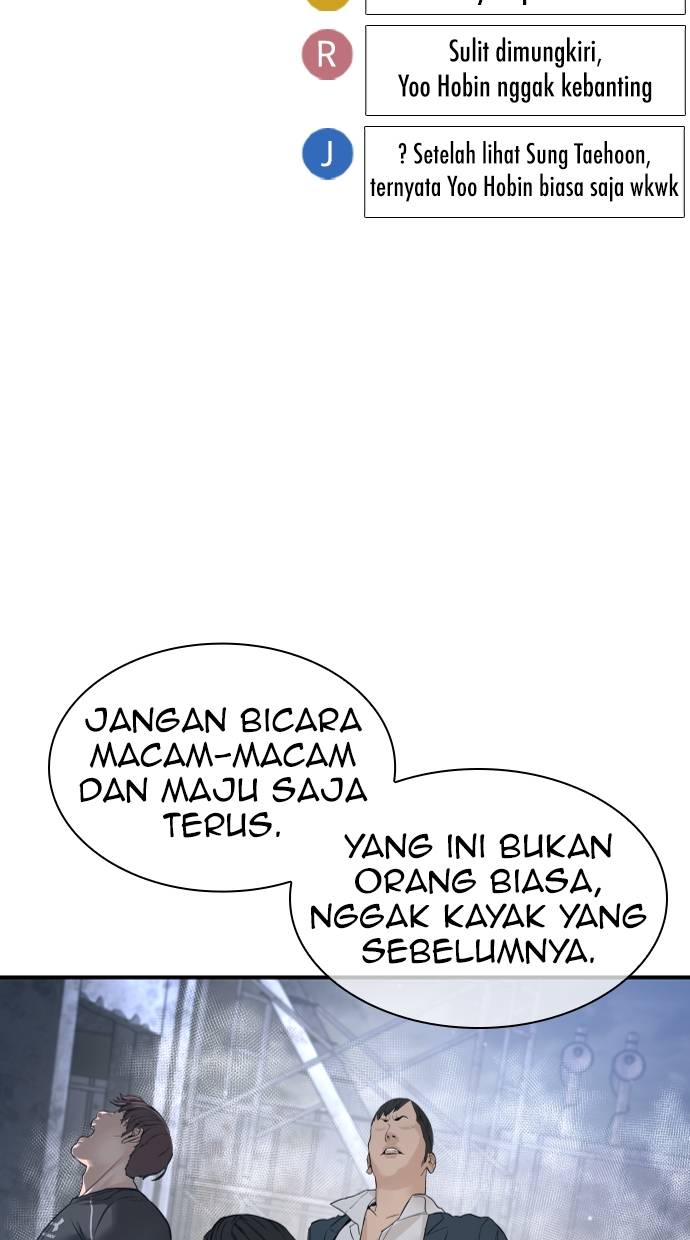 R
Sulit dimungkiri,
Yoo Hobin nggak kebanting
J
? Setelah lihat Sung Taehoon,
ternyata Yoo Hobin biasa saja wkwk
JANGAN BICARA
MACAM-MACAM
DAN MAJU SAJA
TERUS.
YANG INI BUKAN
ORANG BIASA,
NGGAK KAYAK YANG
SEBELUMNYA.